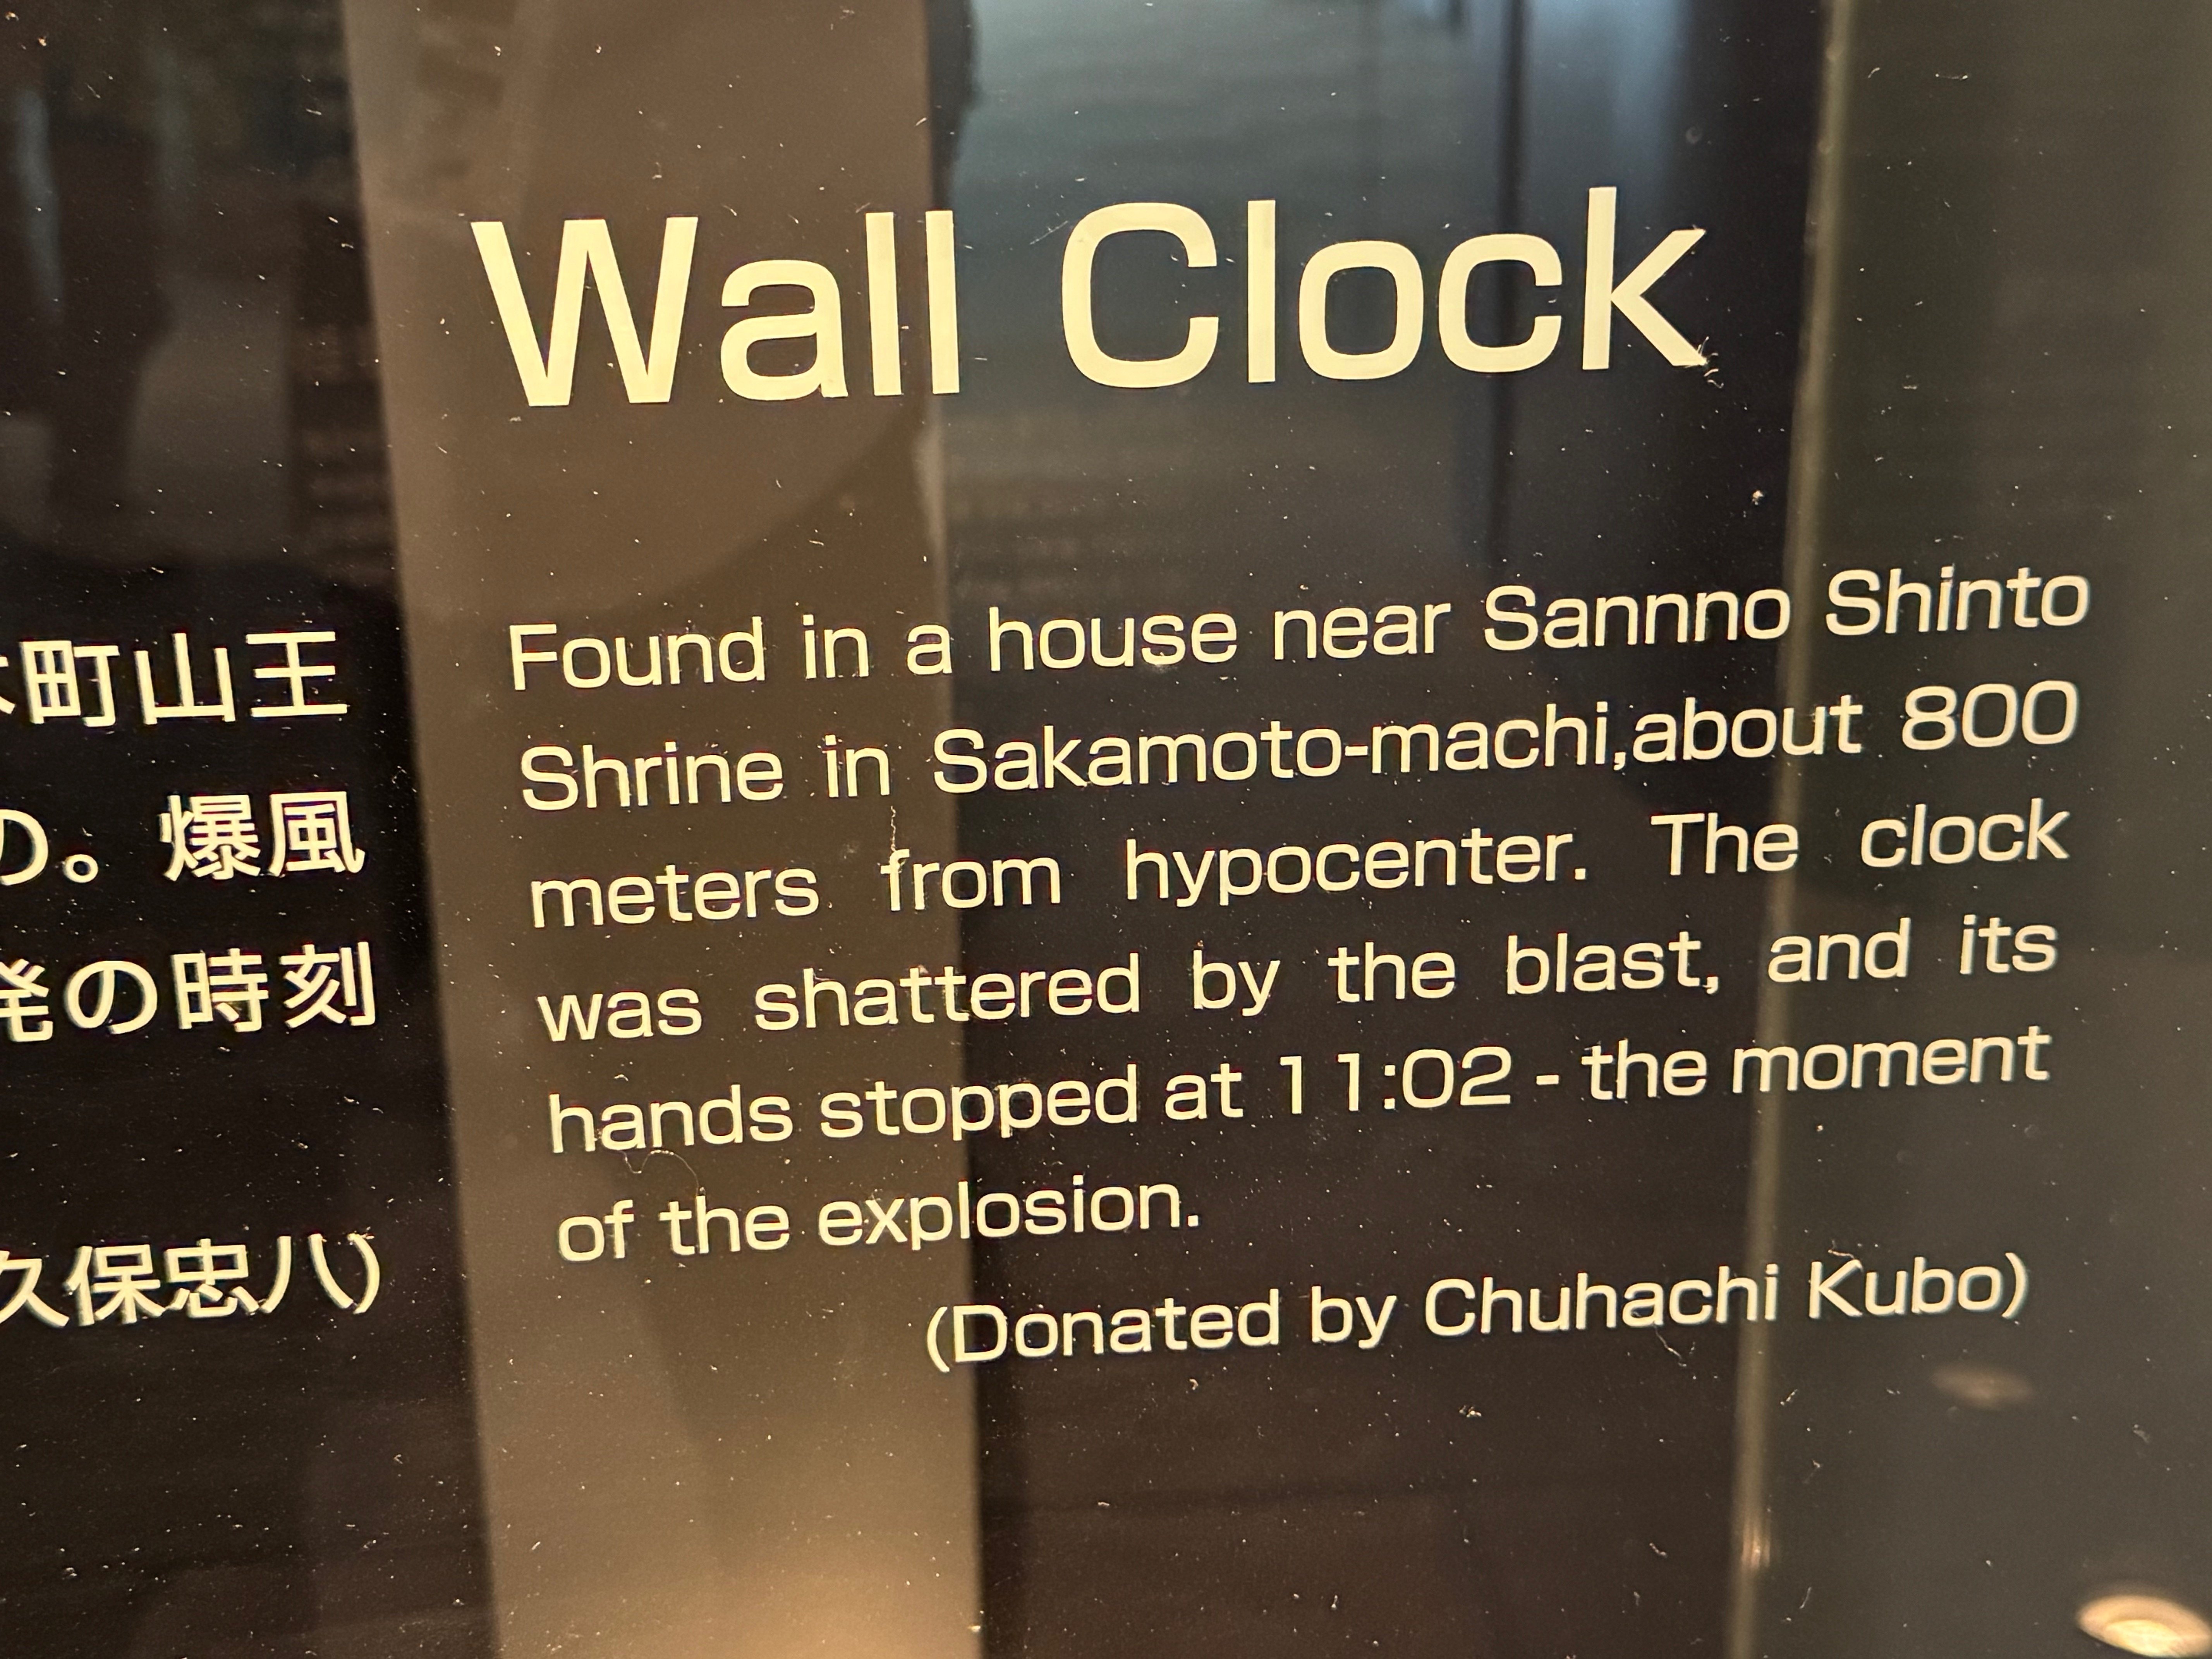 Wall Clock
Found in a house near Sannno Shinto
Shrine in Sakamoto-machi,about 800
meters from hypocenter. The clock
was shattered by the blast, and its
hands stopped at 11:02 - the moment
of the explosion.
(Donated by Chuhachi Kubo)
町山王
の。爆風
発の時刻
久保忠八)